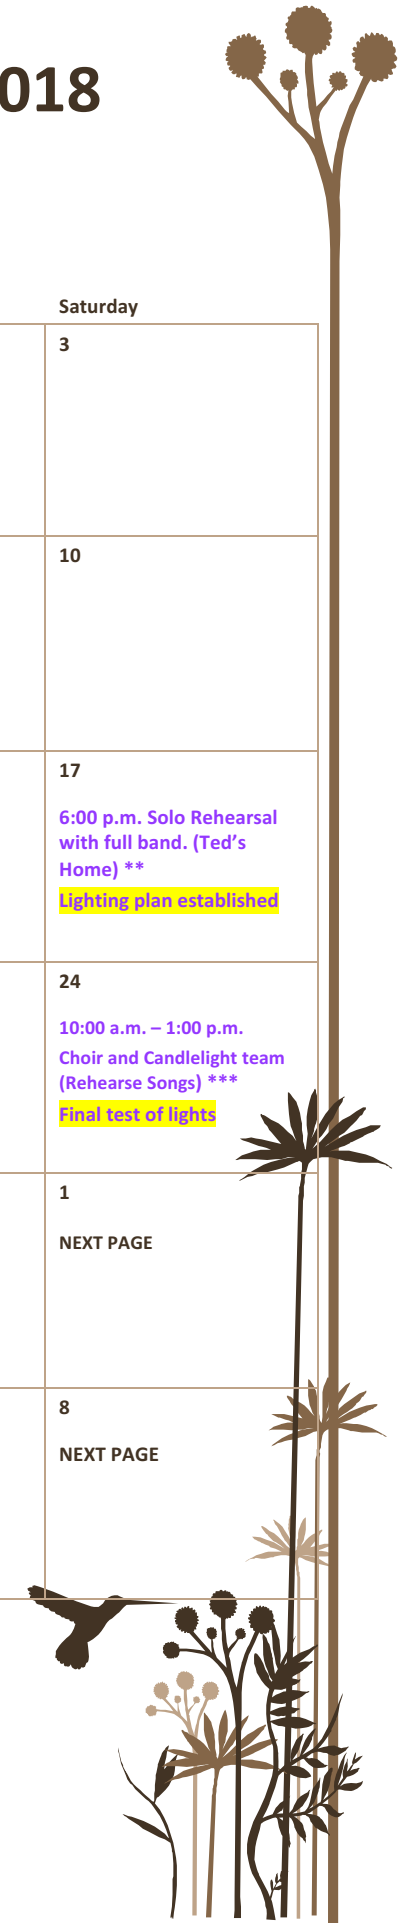 018
Saturday
3
10
17
6:00 p.m. Solo Rehearsal
with full band. (Ted’s
Home) **
Lighting plan established
24
10:00 a.m. – 1:00 p.m.
Choir and Candlelight team
(Rehearse Songs) ***
Final test of lights
1
NEXT PAGE
8
NEXT PAGE